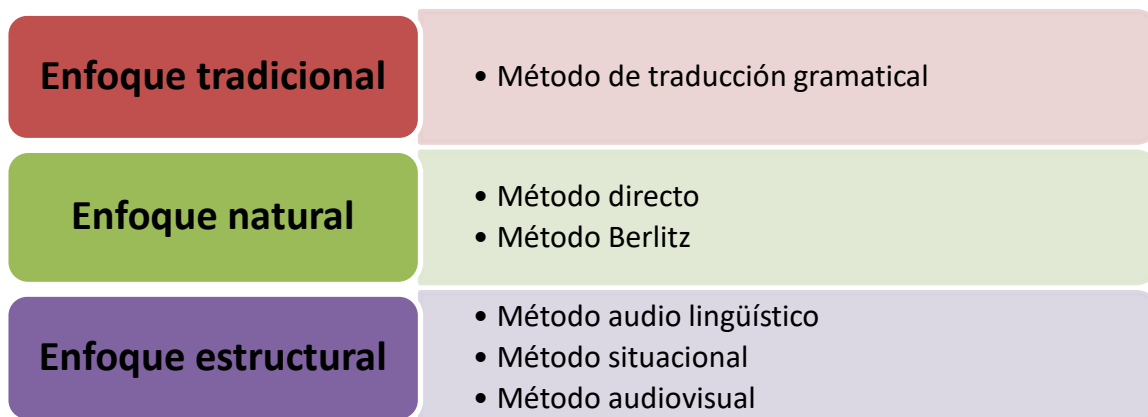 Enfoque tradicional
• Método de traducción gramatical
Enfoque natural
• Método directo
• Método Berlitz
Enfoque estructural
• Método audio lingüístico
• Método situacional
• Método audiovisual